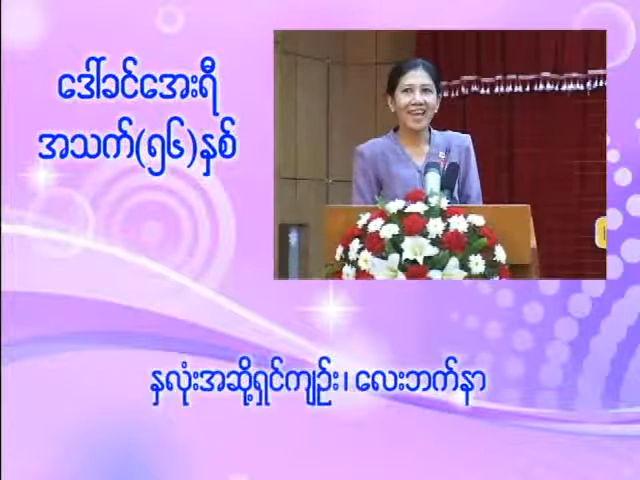 ဒေါ်ခင်အေးရီ
အသက်(၅၆)နှစ်
နှလုံးအဆို့ရှင်ကျဉ်း၊ လေးဘက်နာ